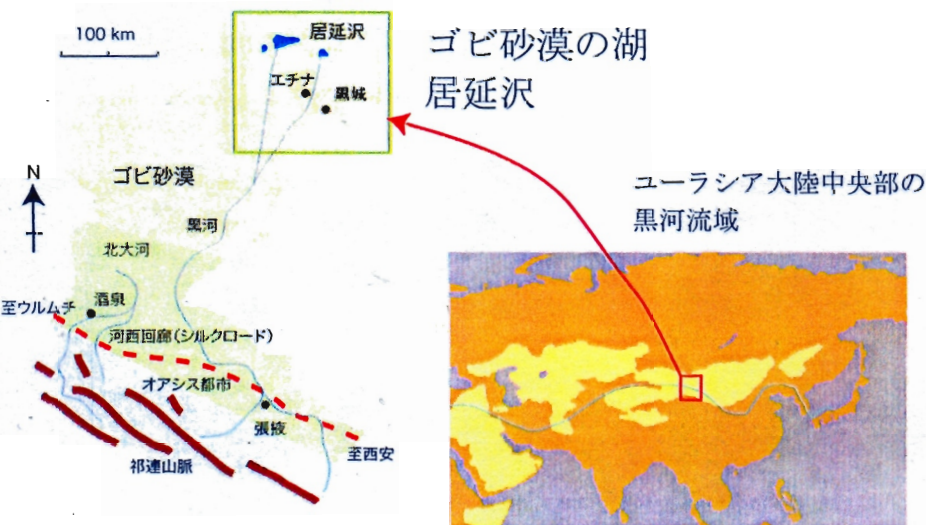 100 km
居延沢
エチナ
黒城
ゴビ砂漠の湖
居延沢
N
ゴビ砂漠
黒河
北大河
ユーラシア大陸中央部の
黒河流域
至ウルムチ
酒泉
河西回廊(シルクロード)
オアシス都市
張掖
至西安
祁連山脈